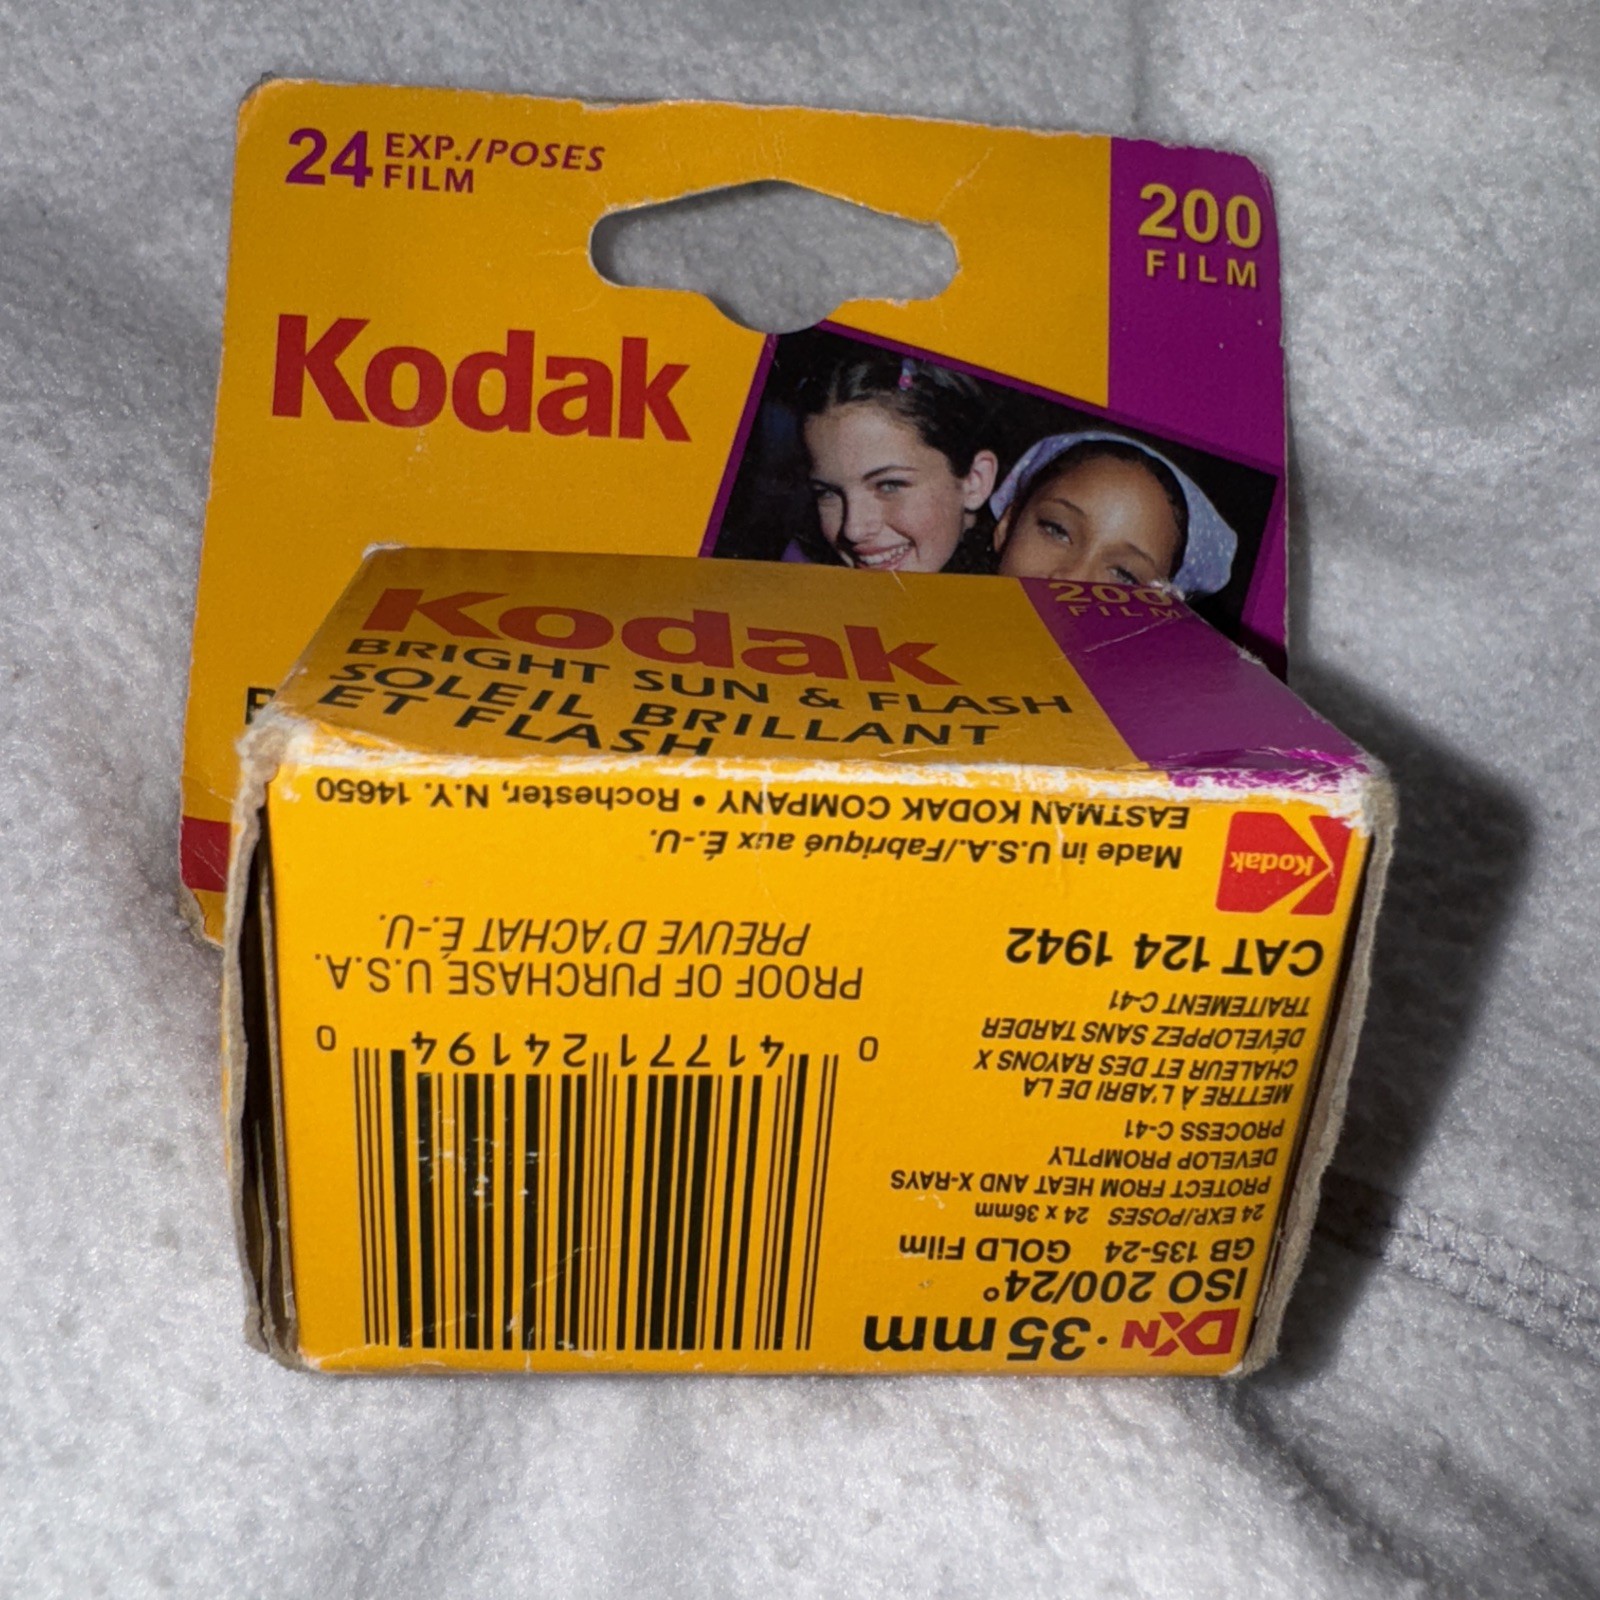 24 EXP./POSES
FILM
200
FILM
Kodak
Kodak
200
FILM
BRIGHT SUN & FLASH
SOLEIL BRILLANT
ET FLASH
EASTMAN KODAK COMPANY • Rochester, N.Y. 14650
Made in U.S.A./Fabriqué aux É.-U.
Kodak
CAT 124 1942
PROOF OF PURCHASE U.S.A.
PREUVE D'ACHAT É.-U.
0 41771 24194 0
DXN · 35 mm
ISO 200/24°
GB 135-24 GOLD Film
24 EXP./POSES 24 x 36mm
PROTECT FROM HEAT AND X-RAYS
DEVELOP PROMPTLY
PROCESS C-41
METTRE À L'ABRI DE LA
CHALEUR ET DES RAYONS X
DÉVELOPPEZ SANS TARDER
TRAITEMENT C-41